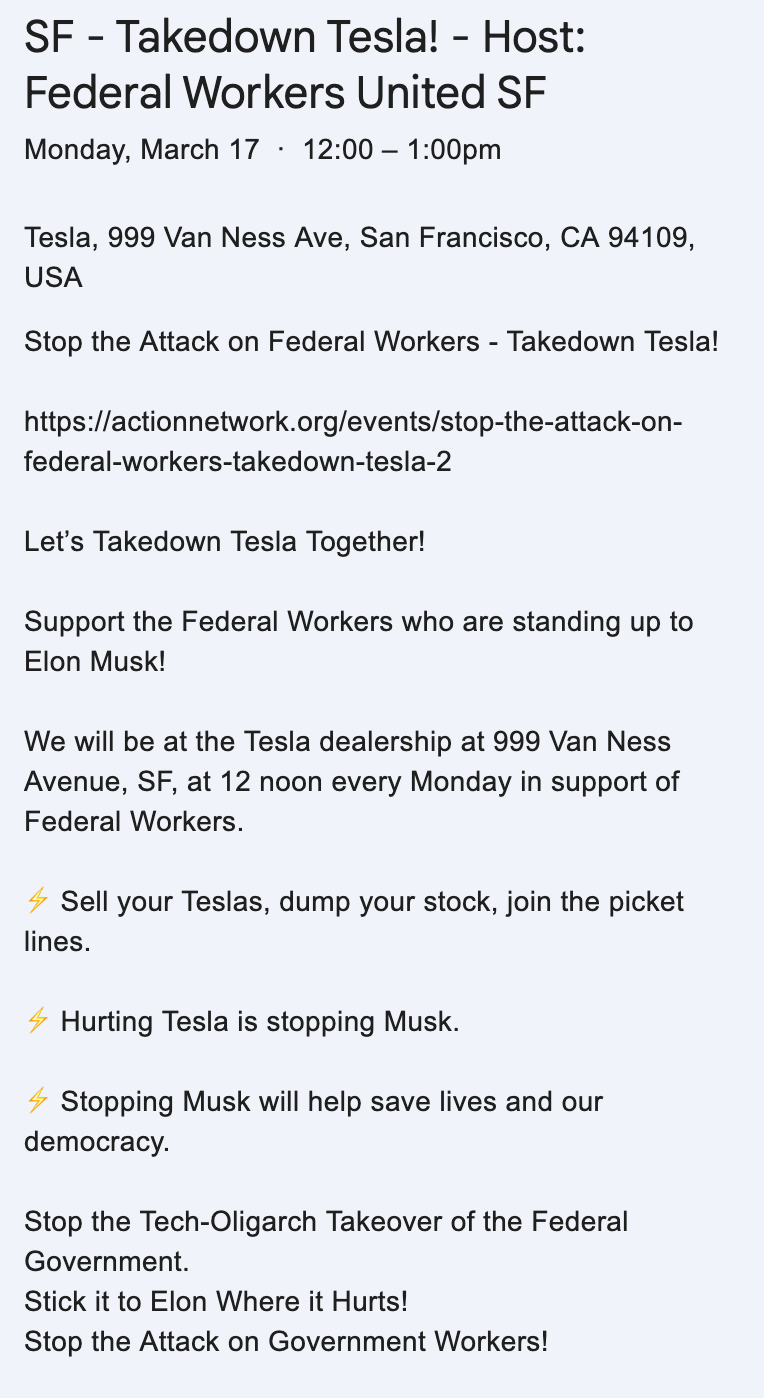 SF - Takedown Tesla! - Host:
Federal Workers United SF
Monday, March 17 · 12:00 – 1:00pm
Tesla, 999 Van Ness Ave, San Francisco, CA 94109,
USA
Stop the Attack on Federal Workers - Takedown Tesla!
https://actionnetwork.org/events/stop-the-attack-on-
federal-workers-takedown-tesla-2
Let’s Takedown Tesla Together!
Support the Federal Workers who are standing up to
Elon Musk!
We will be at the Tesla dealership at 999 Van Ness
Avenue, SF, at 12 noon every Monday in support of
Federal Workers.
⚡ Sell your Teslas, dump your stock, join the picket
lines.
⚡ Hurting Tesla is stopping Musk.
⚡ Stopping Musk will help save lives and our
democracy.
Stop the Tech-Oligarch Takeover of the Federal
Government.
Stick it to Elon Where it Hurts!
Stop the Attack on Government Workers!